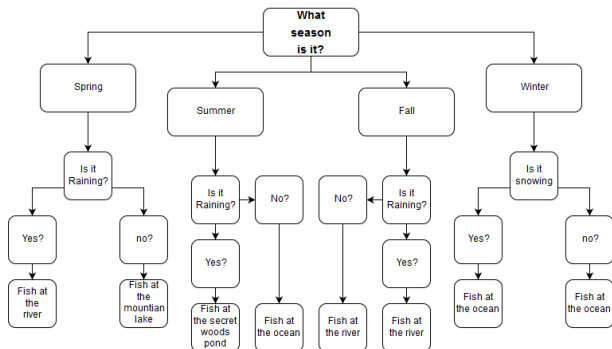 What
season
is it?
Spring
Summer
Fall
Winter
Is it
Raining?
Is it
Raining?
No?
No?
Is it
Raining?
Is it
snowing
Yes?
no?
Yes?
Yes?
Yes?
no?
Fish at
the
river
Fish at
the
mountian
lake
Fish at
the secret
woods
pond
Fish at
the ocean
Fish at
the river
Fish at
the river
Fish at
the ocean
Fish at
the ocean